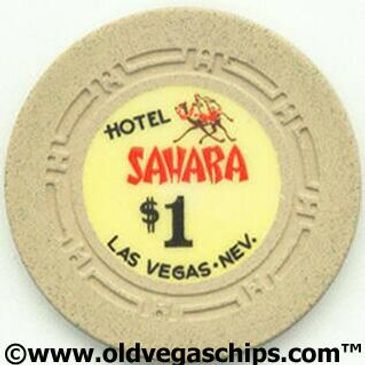 HOTEL
SAHARA
$1
LAS VEGAS • NEV.
©www.oldvegaschips.com™